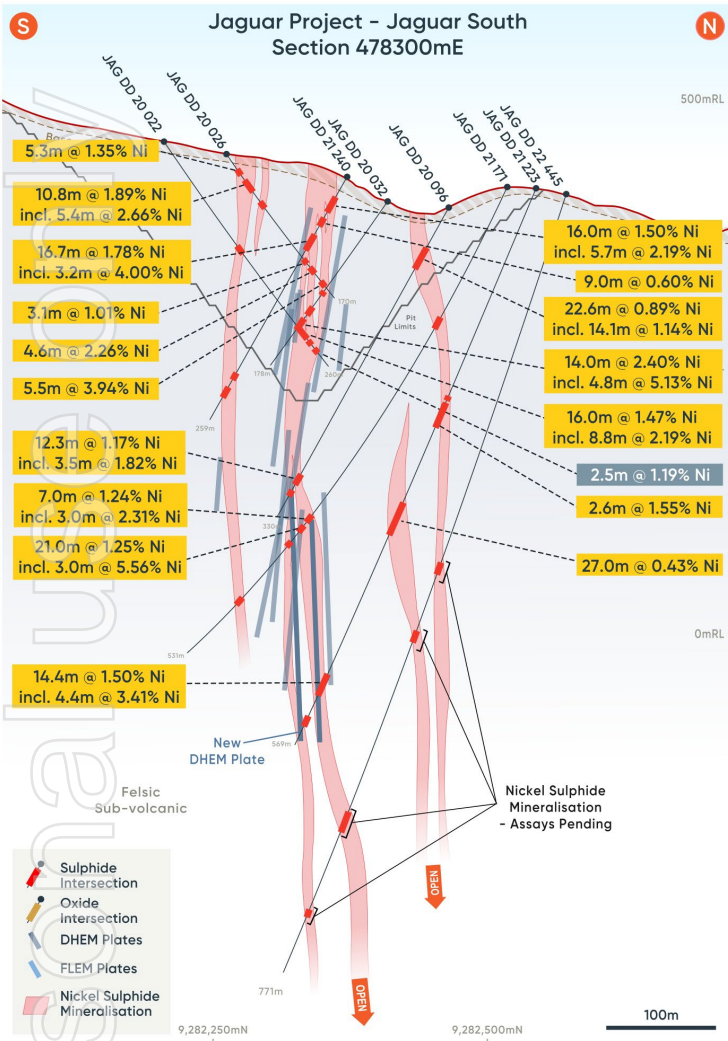 S
Jaguar Project - Jaguar South
Section 478300mE
N
500mRL
JAG DD 20 022
JAG DD 20 026
JAG DD 21 240
JAG DD 20 032
JAG DD 20 096
JAG DD 21 171
JAG DD 21 223
JAG DD 22 445
5.3m @ 1.35% Ni
10.8m @ 1.89% Ni
incl. 5.4m @ 2.66% Ni
16.7m @ 1.78% Ni
incl. 3.2m @ 4.00% Ni
3.1m @ 1.01% Ni
4.6m @ 2.26% Ni
5.5m @ 3.94% Ni
12.3m @ 1.17% Ni
incl. 3.5m @ 1.82% Ni
7.0m @ 1.24% Ni
incl. 3.0m @ 2.31% Ni
21.0m @ 1.25% Ni
incl. 3.0m @ 5.56% Ni
14.4m @ 1.50% Ni
incl. 4.4m @ 3.41% Ni
16.0m @ 1.50% Ni
incl. 5.7m @ 2.19% Ni
9.0m @ 0.60% Ni
22.6m @ 0.89% Ni
incl. 14.1m @ 1.14% Ni
14.0m @ 2.40% Ni
incl. 4.8m @ 5.13% Ni
16.0m @ 1.47% Ni
incl. 8.8m @ 2.19% Ni
2.5m @ 1.19% Ni
2.6m @ 1.55% Ni
27.0m @ 0.43% Ni
170m
Pit
Limits
178m
260m
259m
330m
531m
569m
771m
0mRL
New
DHEM Plate
Felsic
Sub-volcanic
Nickel Sulphide
Mineralisation
- Assays Pending
OPEN
OPEN
Sulphide
Intersection
Oxide
Intersection
DHEM Plates
FLEM Plates
Nickel Sulphide
Mineralisation
9,282,250mN
9,282,500mN
100m
sonal use only